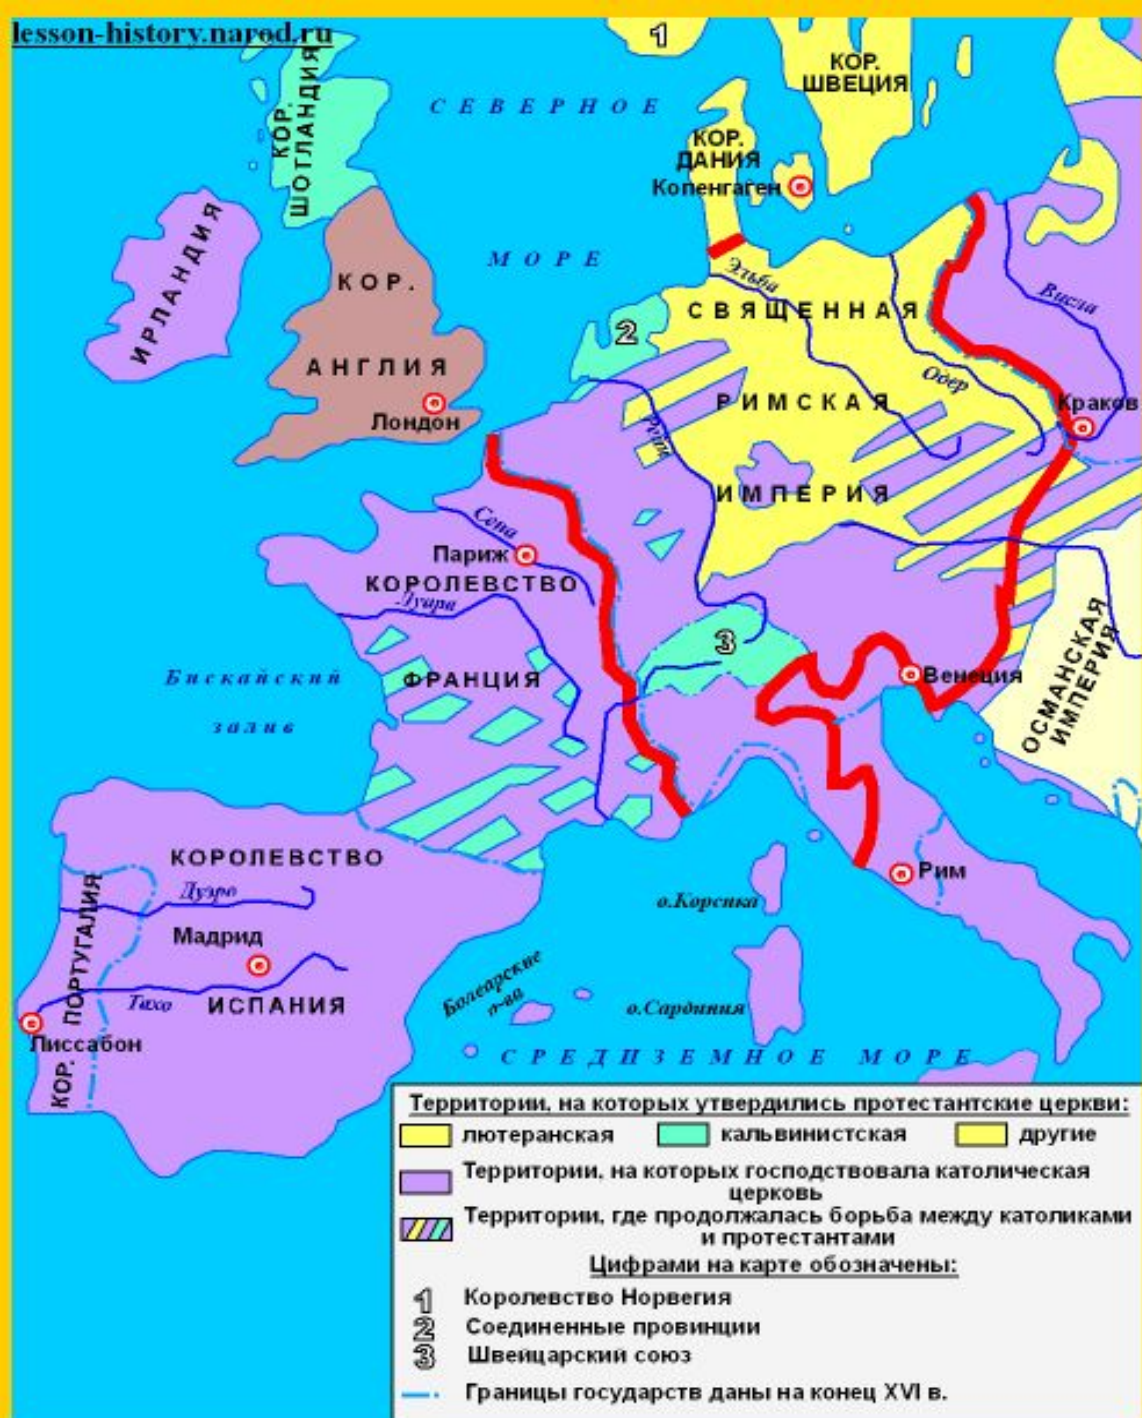 lesson-history.narod.ru
1
КОР.
ШВЕЦИЯ
КОР.
ШОТЛАНДИЯ
СЕВЕРНОЕ
МОРЕ
КОР.
ДАНИЯ
Копенгаген
ИРЛАНДИЯ
КОР.
АНГЛИЯ
Лондон
2
Эльба
СВЯЩЕННАЯ
РИМСКАЯ
ИМПЕРИЯ
Висла
Одер
Краков
Рейн
Сена
Париж
КОРОЛЕВСТВО
Луара
ФРАНЦИЯ
3
Венеция
ОСМАНСКАЯ
ИМПЕРИЯ
Бискайский
залив
КОРОЛЕВСТВО
Дуэро
Мадрид
Тахо
ИСПАНИЯ
Лиссабон
КОР. ПОРТУГАЛИЯ
Рим
о.Корсика
Болеарские
о-ва
о.Сардиния
СРЕДИЗЕМНОЕ МОРЕ
Территории, на которых утвердились протестантские церкви:
лютеранская кальвинистская другие
Территории, на которых господствовала католическая
церковь
Территории, где продолжалась борьба между католиками
и протестантами
Цифрами на карте обозначены:
1 Королевство Норвегия
2 Соединенные провинции
3 Швейцарский союз
Границы государств даны на конец XVI в.